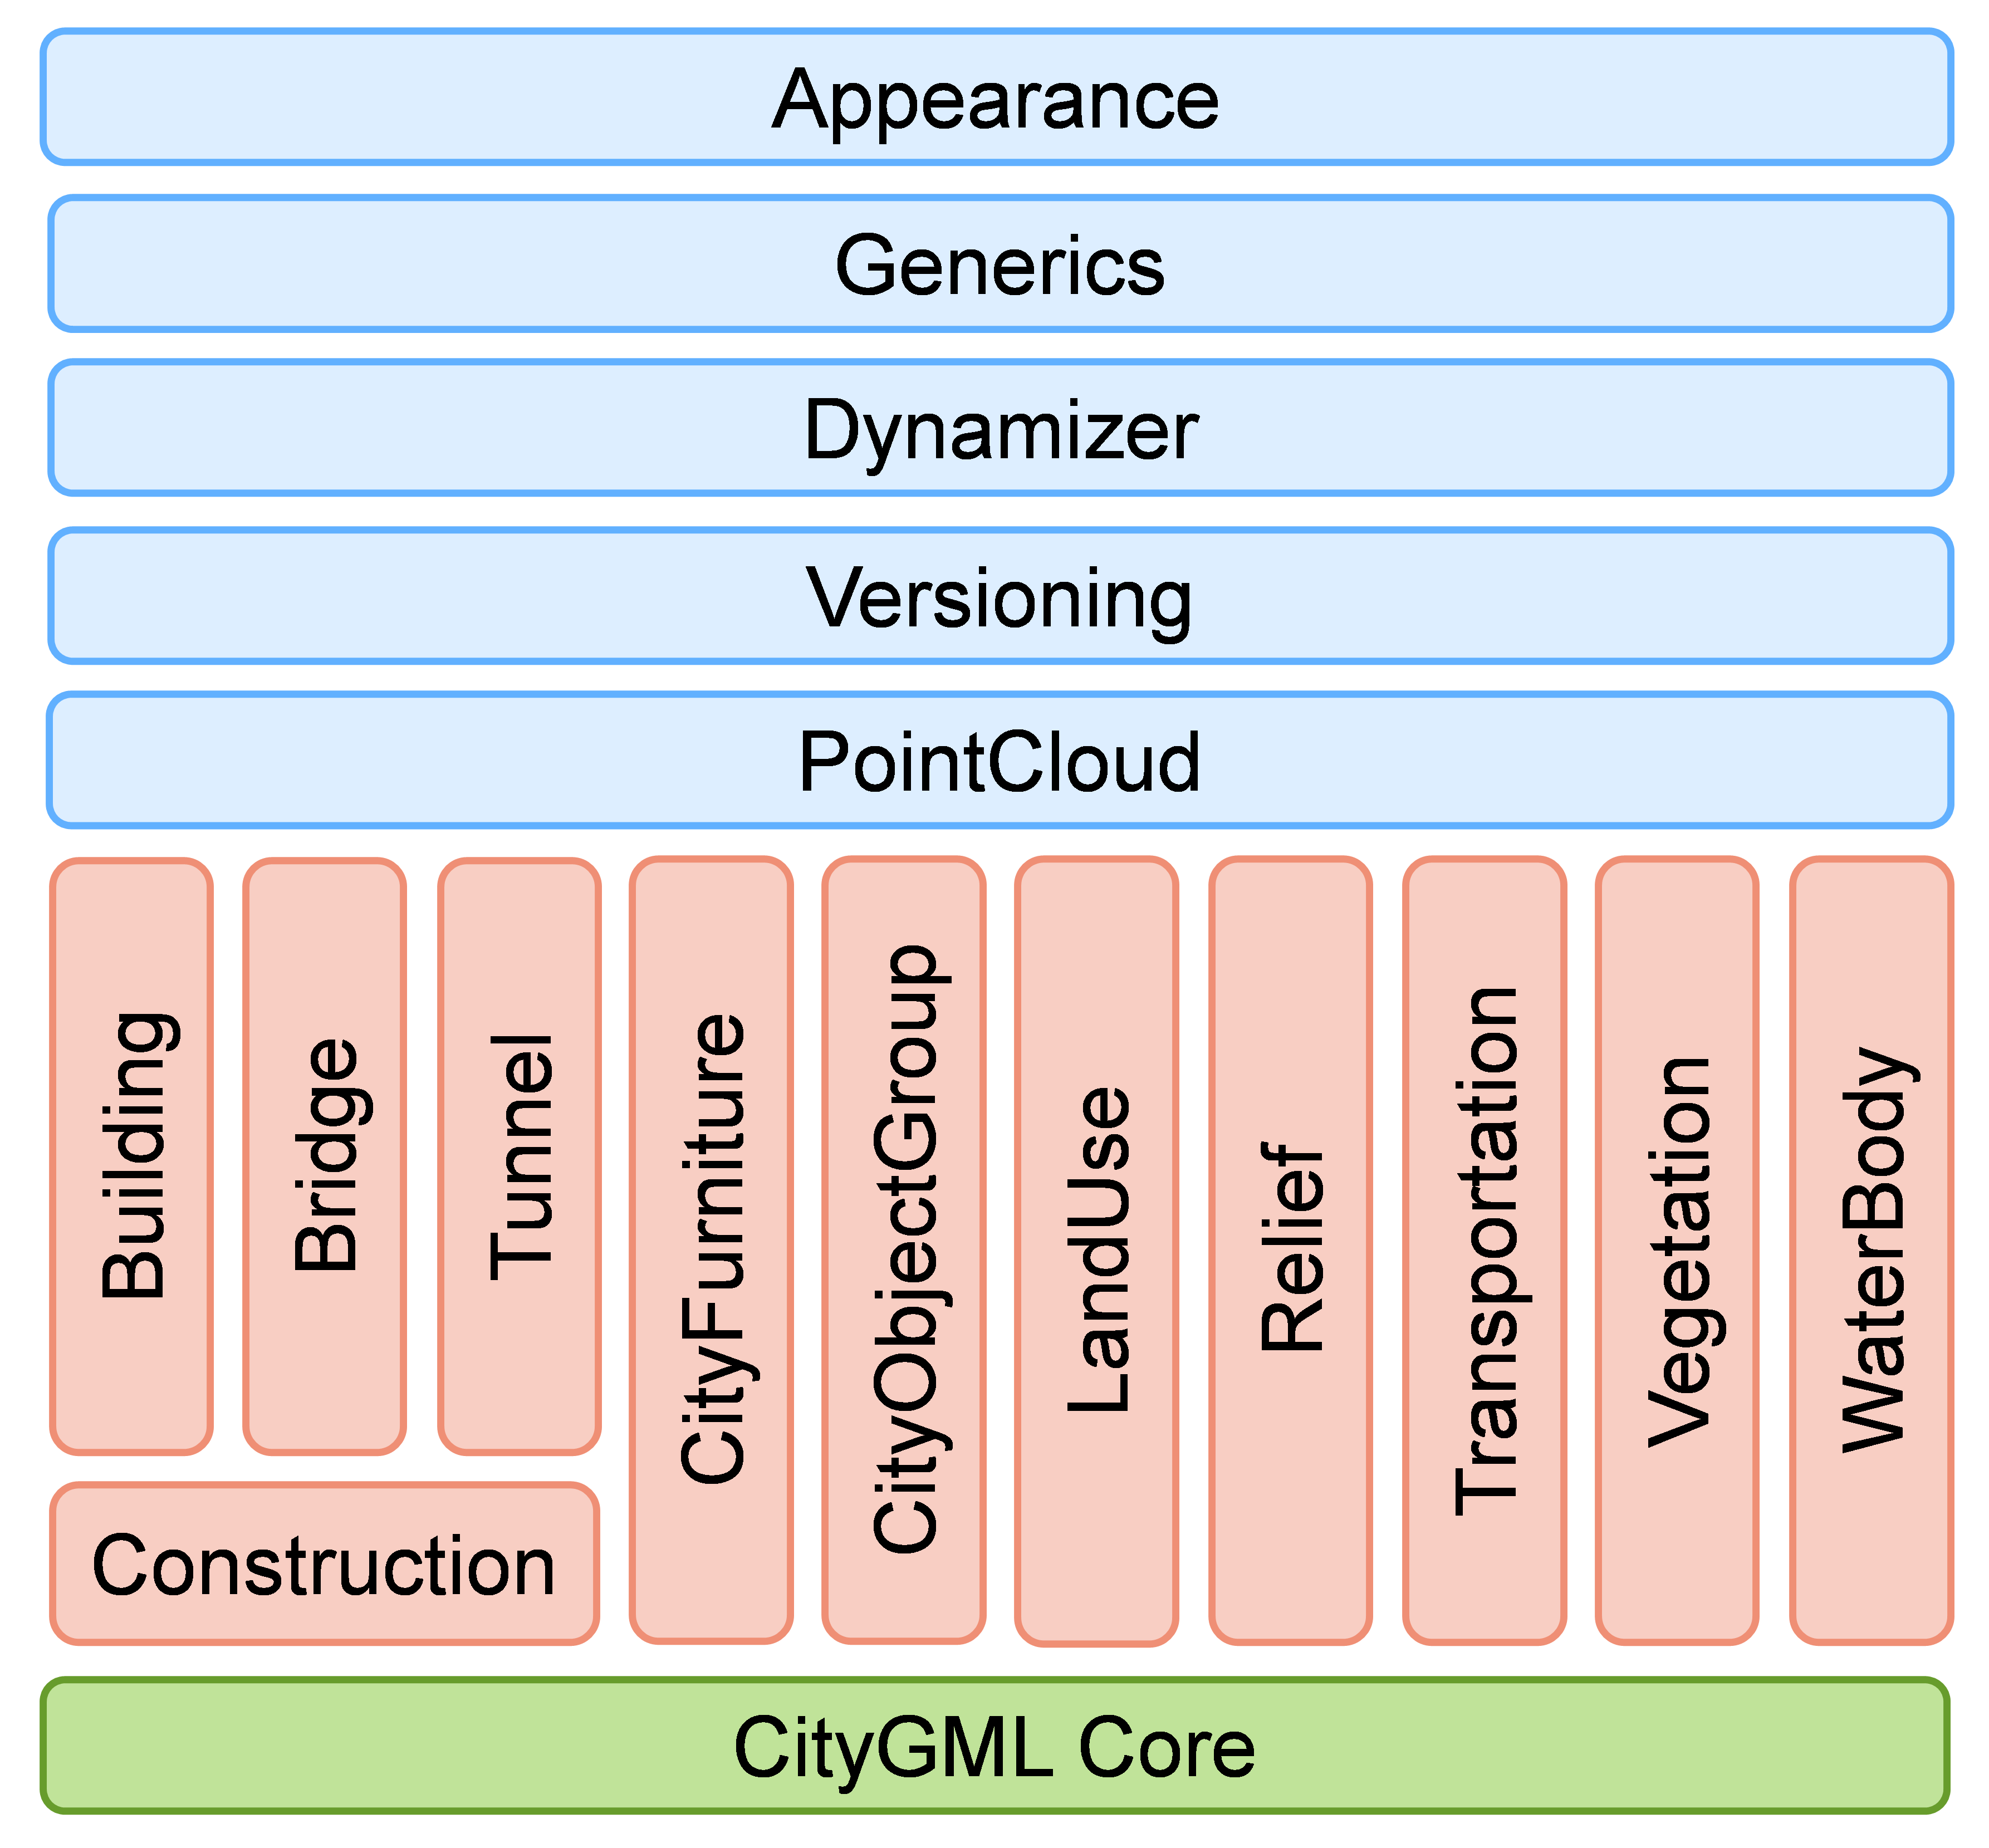 Appearance
Generics
Dynamizer
Versioning
PointCloud
Building
Bridge
Tunnel
CityFurniture
CityObjectGroup
LandUse
Relief
Transportation
Vegetation
WaterBody
Construction
CityGML Core